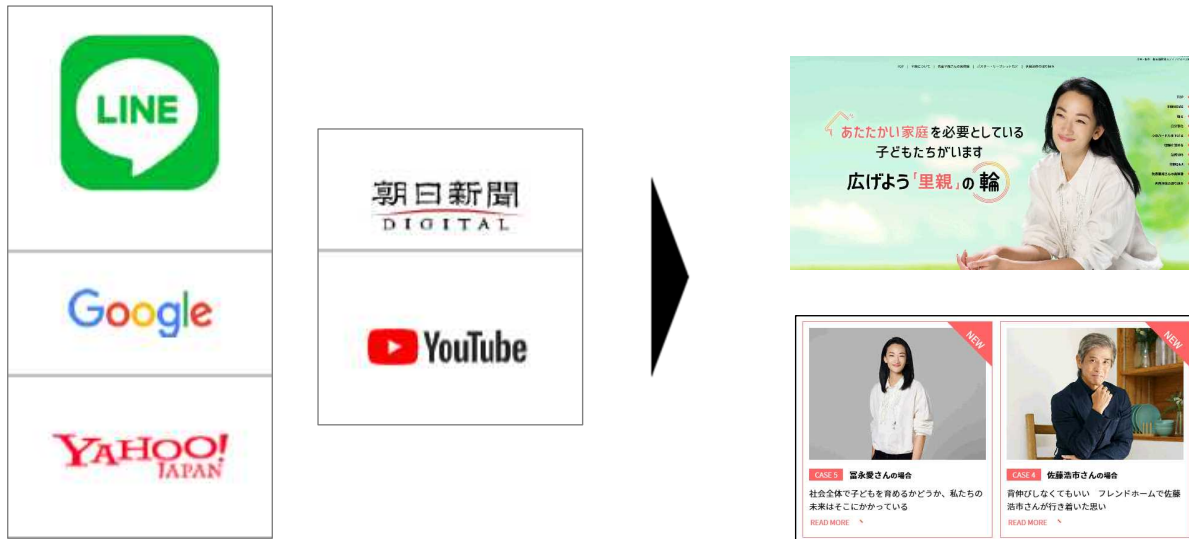 LINE
Google
YAHOO!
JAPAN
朝日新聞
DIGITAL
YouTube
あたたかい家庭を必要としている
子どもたちがいます
広げよう「里親」の輪
NEW
CASE 5 冨永愛さんの場合
社会全体で子どもを育めるかどうか、私たちの
未来はそこにかかっている
READ MORE
NEW
CASE 4 佐藤浩市さんの場合
背伸びしなくてもいい フレンドホームで佐藤
浩市さんが行き着いた思い
READ MORE